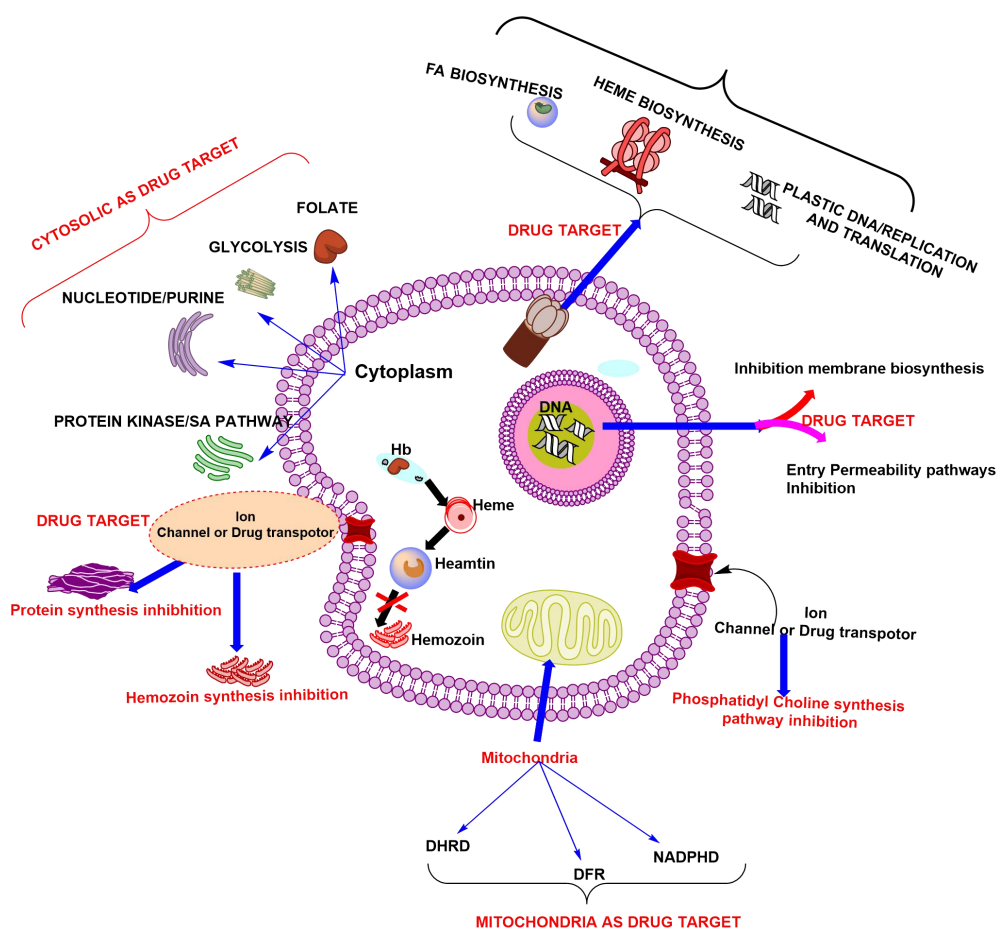 FA BIOSYNTHESIS
HEME BIOSYNTHESIS
PLASTIC DNA/REPLICATION
AND TRANSLATION
DRUG TARGET
CYTOSOLIC AS DRUG TARGET
FOLATE
GLYCOLYSIS
NUCLEOTIDE/PURINE
Cytoplasm
PROTEIN KINASE/SA PATHWAY
DNA
Inhibition membrane biosynthesis
DRUG TARGET
Entry Permeability pathways
Inhibition
Hb
Heme
Heamtin
Hemozoin
DRUG TARGET
Ion
Channel or Drug transpotor
Protein synthesis inhibhition
Hemozoin synthesis inhibition
Ion
Channel or Drug transpotor
Phosphatidyl Choline synthesis
pathway inhibition
Mitochondria
DHRD
DFR
NADPHD
MITOCHONDRIA AS DRUG TARGET